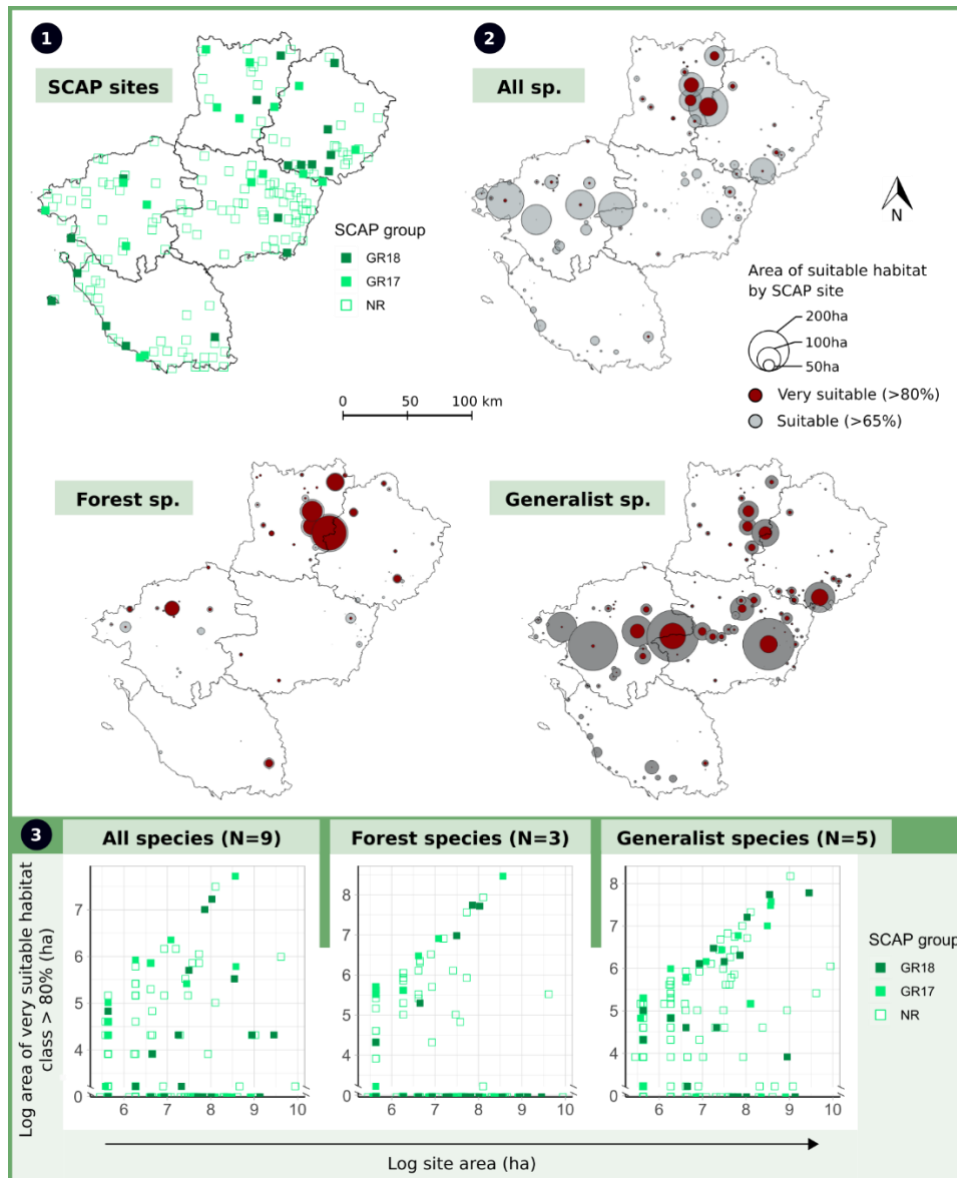 1
SCAP sites
SCAP group
GR18
GR17
NR
0 50 100 km
2
All sp.
N
Area of suitable habitat
by SCAP site
200ha
100ha
50ha
Very suitable (>80%)
Suitable (>65%)
Forest sp.
Generalist sp.
3
All species (N=9)
Forest species (N=3)
Generalist species (N=5)
Log area of very suitable habitat
class > 80% (ha)
7
6
5
4
0
6 7 8 9 10
8
7
6
5
4
0
6 7 8 9 10
8
7
6
5
4
0
6 7 8 9 10
SCAP group
GR18
GR17
NR
Log site area (ha)